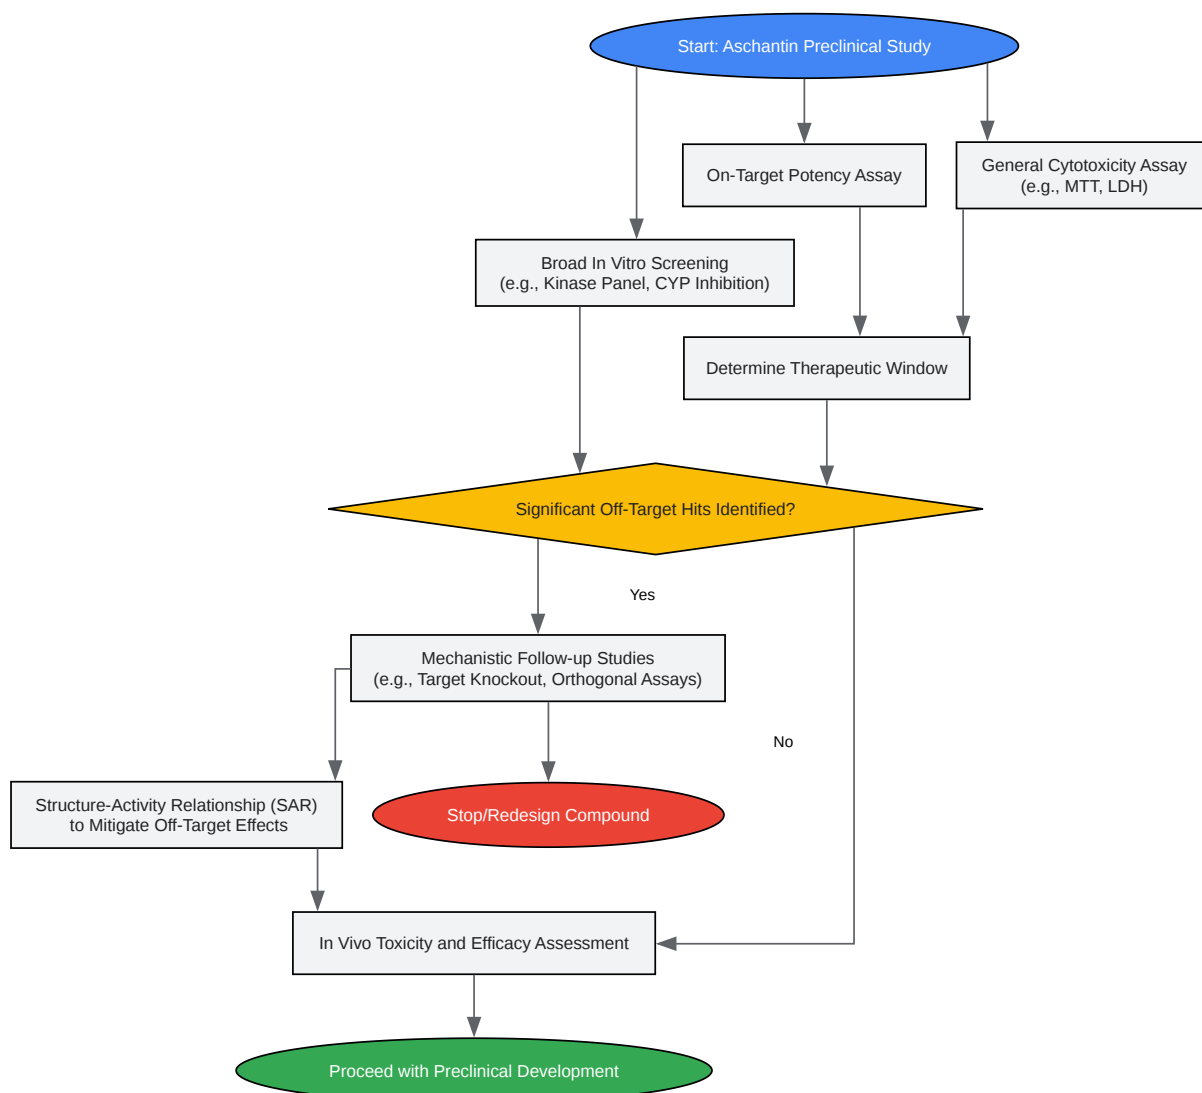 Start: Aschantin Preclinical Study
On-Target Potency Assay
General Cytotoxicity Assay
(e.g., MTT, LDH)
Broad In Vitro Screening
(e.g., Kinase Panel, CYP Inhibition)
Determine Therapeutic Window
Significant Off-Target Hits Identified?
Yes
Mechanistic Follow-up Studies
(e.g., Target Knockout, Orthogonal Assays)
No
Structure-Activity Relationship (SAR)
to Mitigate Off-Target Effects
Stop/Redesign Compound
In Vivo Toxicity and Efficacy Assessment
Proceed with Preclinical Development